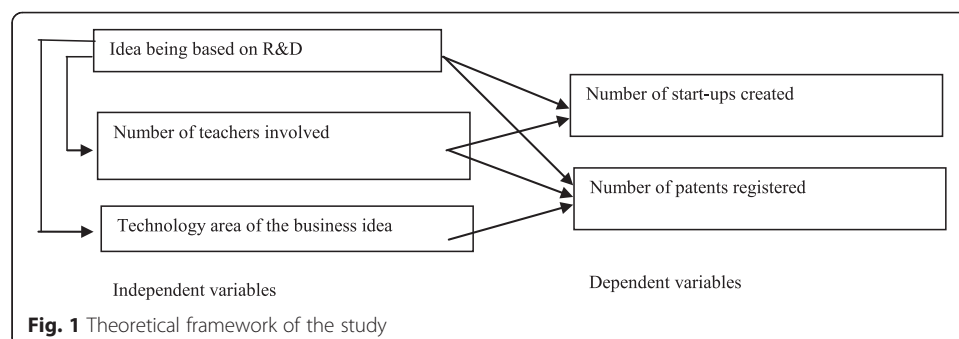 Idea being based on R&D
Number of start-ups created
Number of teachers involved
Number of patents registered
Technology area of the business idea
Independent variables
Dependent variables
Fig. 1 Theoretical framework of the study